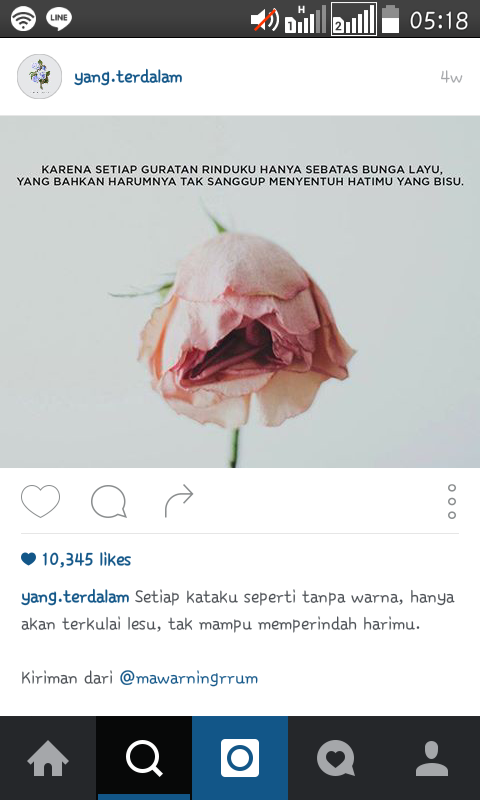 LINE
H
1
2
05:18
yang.terdalam
4w
KARENA SETIAP GURATAN RINDUKU HANYA SEBATAS BUNGA LAYU,
YANG BAHKAN HARUMNYA TAK SANGGUP MENYENTUH HATIMU YANG BISU.
10,345 likes
yang.terdalam Setiap kataku seperti tanpa warna, hanya
akan terkulai lesu, tak mampu memperindah harimu.
Kiriman dari @mawarningrrum